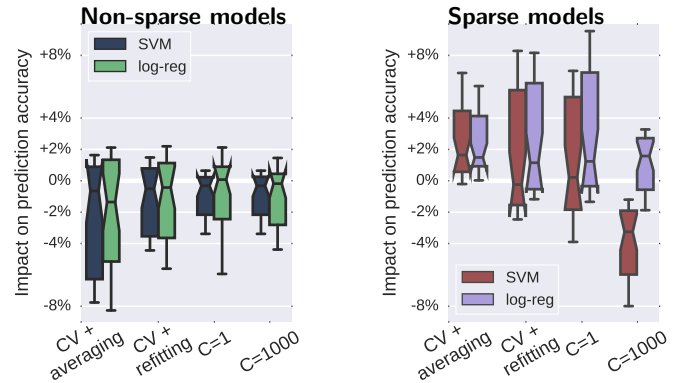 Non-sparse models
Impact on prediction accuracy
+8%
+4%
+2%
0%
-2%
-4%
-8%
SVM
log-reg
CV +
averaging
CV +
refitting
C=1
C=1000
Sparse models
Impact on prediction accuracy
+8%
+4%
+2%
0%
-2%
-4%
-8%
SVM
log-reg
CV +
averaging
CV +
refitting
C=1
C=1000